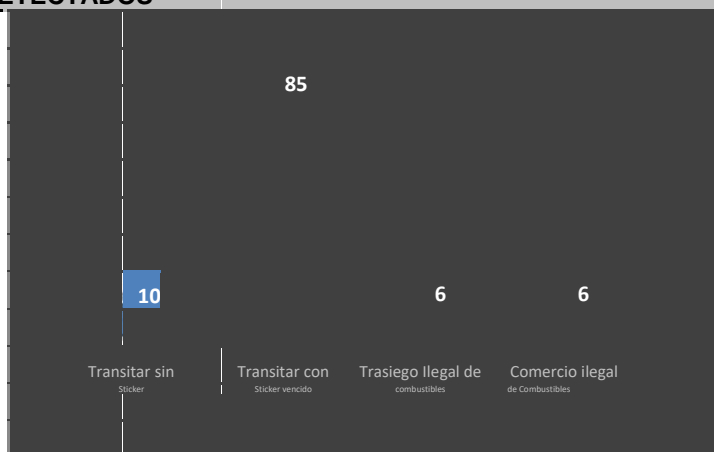 85
10
6
6
Transitar sin
Sticker
Transitar con
Sticker vencido
Trasiego Ilegal de
combustibles
Comercio ilegal
de Combustibles